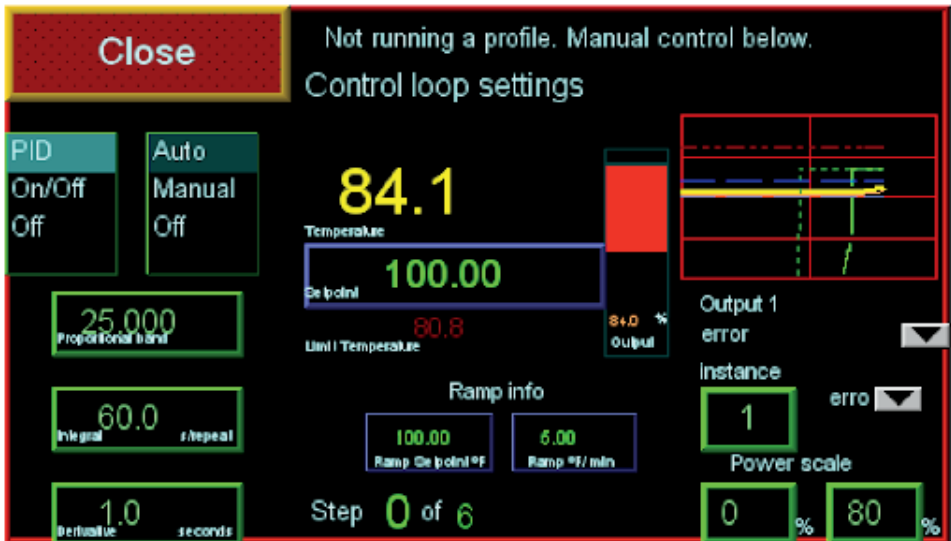 Close
Not running a profile. Manual control below.
Control loop settings
PID
On/Off
Off
Auto
Manual
Off
84.1
Temperature
100.00
Setpoint
80.8
Limit Temperature
84.0 %
Output
25.000
Proportional band
60.0
Integral s/repeat
1.0
Derivative seconds
Ramp info
100.00
Ramp Setpoint °F
5.00
Ramp °F/min
Step 0 of 6
Output 1
error
instance
1
erro
Power scale
0 %
80 %